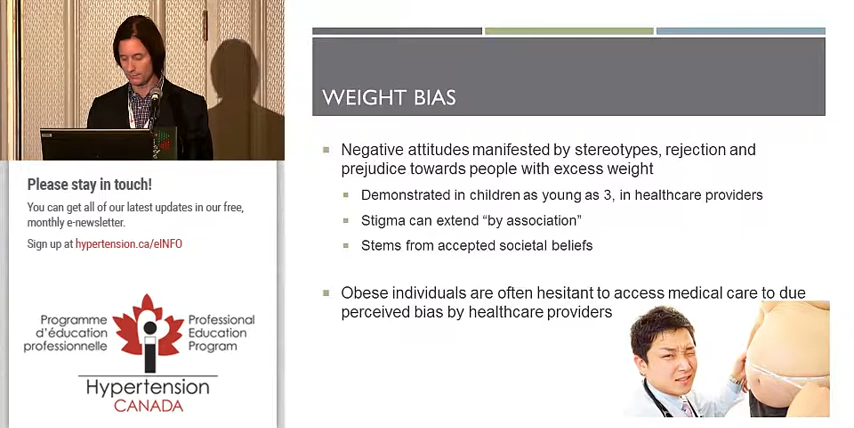 WEIGHT BIAS
Negative attitudes manifested by stereotypes, rejection and
prejudice towards people with excess weight
Demonstrated in children as young as 3, in healthcare providers
Stigma can extend “by association”
Stems from accepted societal beliefs
Obese individuals are often hesitant to access medical care to due
perceived bias by healthcare providers
Please stay in touch!
You can get all of our latest updates in our free,
monthly e-newsletter.
Sign up at hypertension.ca/eINFO
Programme
d'éducation
professionnelle
Professional
Education
Program
Hypertension
CANADA